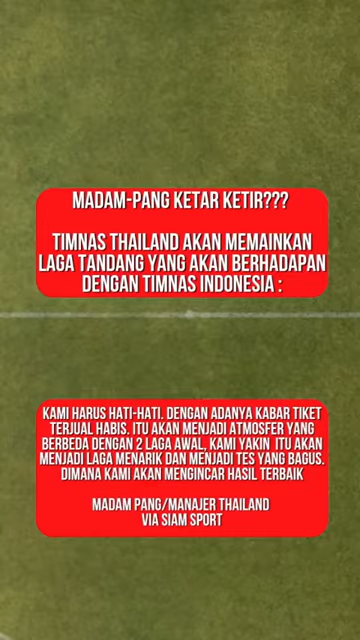 MADAM-PANG KETAR KETIR???
TIMNAS THAILAND AKAN MEMAINKAN
LAGA TANDANG YANG AKAN BERHADAPAN
DENGAN TIMNAS INDONESIA :
KAMI HARUS HATI-HATI. DENGAN ADANYA KABAR TIKET
TERJUAL HABIS. ITU AKAN MENJADI ATMOSFER YANG
BERBEDA DENGAN 2 LAGA AWAL, KAMI YAKIN ITU AKAN
MENJADI LAGA MENARIK DAN MENJADI TES YANG BAGUS.
DIMANA KAMI AKAN MENGINCAR HASIL TERBAIK
MADAM PANG/MANAJER THAILAND
VIA SIAM SPORT